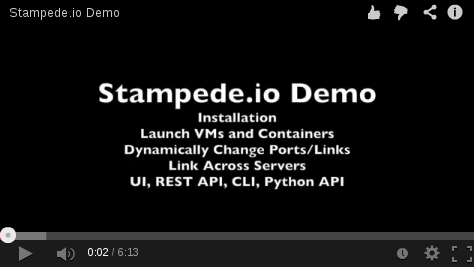 Stampede.io Demo
Stampede.io Demo
Installation
Launch VMs and Containers
Dynamically Change Ports/Links
Link Across Servers
UI, REST API, CLI, Python API
0:02 / 6:13